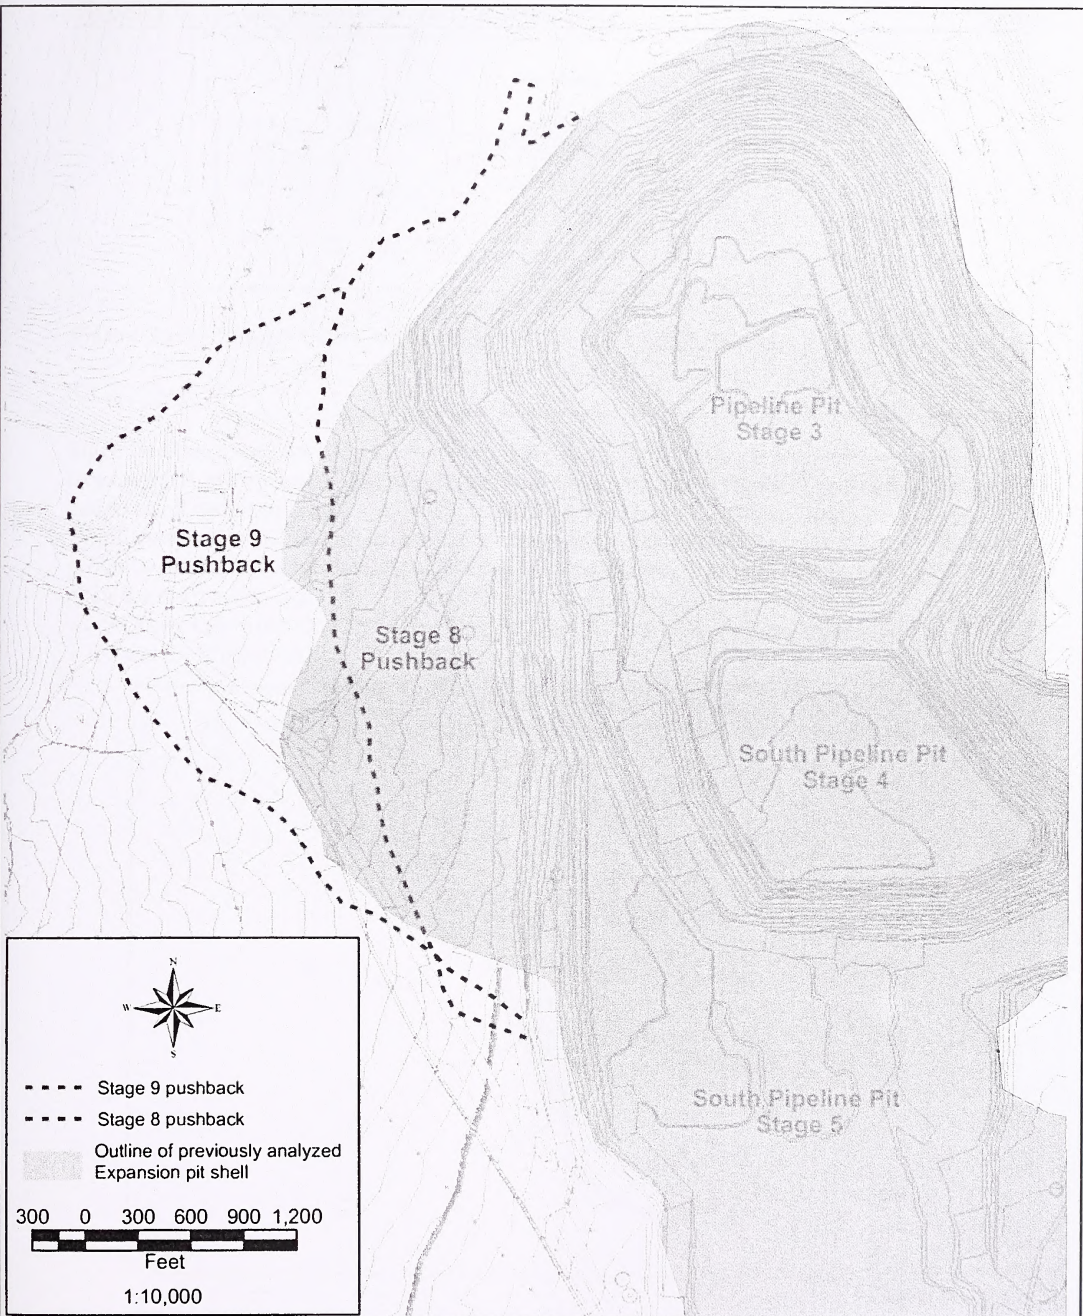 Pipeline Pit
Stage 3
Stage 9
Pushback
Stage 8
Pushback
South Pipeline Pit
Stage 4
South Pipeline Pit
Stage 5
N
W E
S
Stage 9 pushback
Stage 8 pushback
Outline of previously analyzed
Expansion pit shell
300 0 300 600 900 1,200
Feet
1:10,000